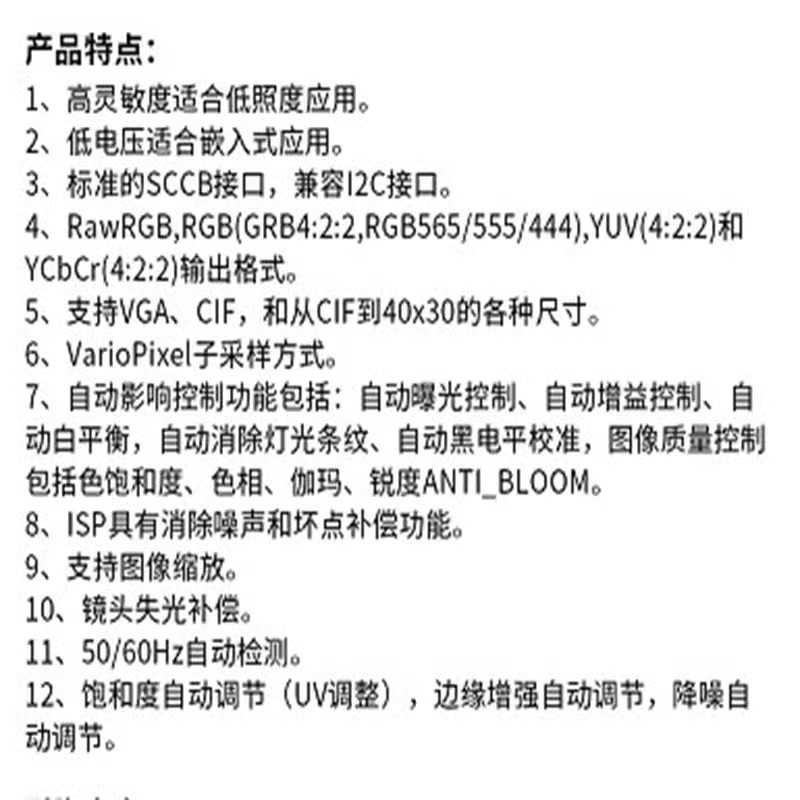 产品特点：
1、高灵敏度适合低照度应用。
2、低电压适合嵌入式应用。
3、标准的SCCB接口，兼容I2C接口。
4、RawRGB,RGB(GRB4:2:2,RGB565/555/444),YUV(4:2:2)和
YCbCr(4:2:2)输出格式。
5、支持VGA、CIF，和从CIF到40x30的各种尺寸。
6、VarioPixel子采样方式。
7、自动影响控制功能包括：自动曝光控制、自动增益控制、自
动白平衡，自动消除灯光条纹、自动黑电平校准，图像质量控制
包括色饱和度、色相、伽玛、锐度ANTI_BLOOM。
8、ISP具有消除噪声和坏点补偿功能。
9、支持图像缩放。
10、镜头失光补偿。
11、50/60Hz自动检测。
12、饱和度自动调节（UV调整），边缘增强自动调节，降噪自
动调节。